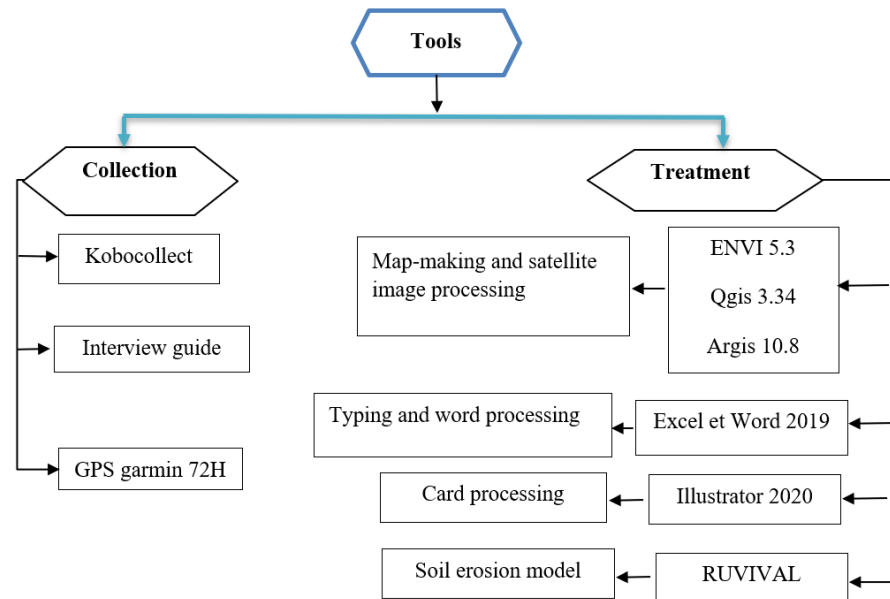 Tools
Collection
Treatment
Kobocollect
Interview guide
GPS garmin 72H
Map-making and satellite
image processing
ENVI 5.3
Qgis 3.34
Argis 10.8
Typing and word processing
Excel et Word 2019
Card processing
Illustrator 2020
Soil erosion model
RUVIVAL